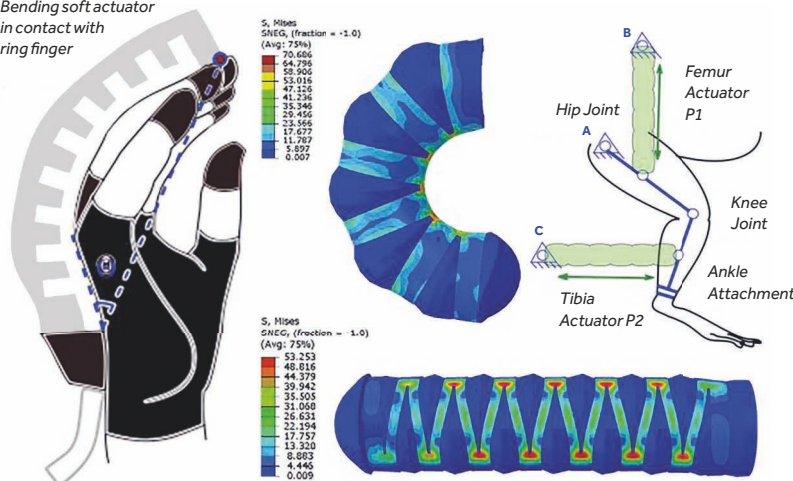 Bending soft actuator
in contact with
ring finger
S, Mises
SNEG, (fraction = -1.0)
(Avg: 75%)
70.686
64.796
58.906
53.016
47.126
41.236
35.346
29.456
23.566
17.677
11.787
5.897
0.007
B
Femur
Actuator
P1
Hip Joint
A
Knee
Joint
C
Ankle
Attachment
Tibia
Actuator P2
S, Mises
SNEG, (fraction = -1.0)
(Avg: 75%)
53.253
48.816
44.379
39.942
35.505
31.068
26.631
22.194
17.757
13.320
8.883
4.446
0.009